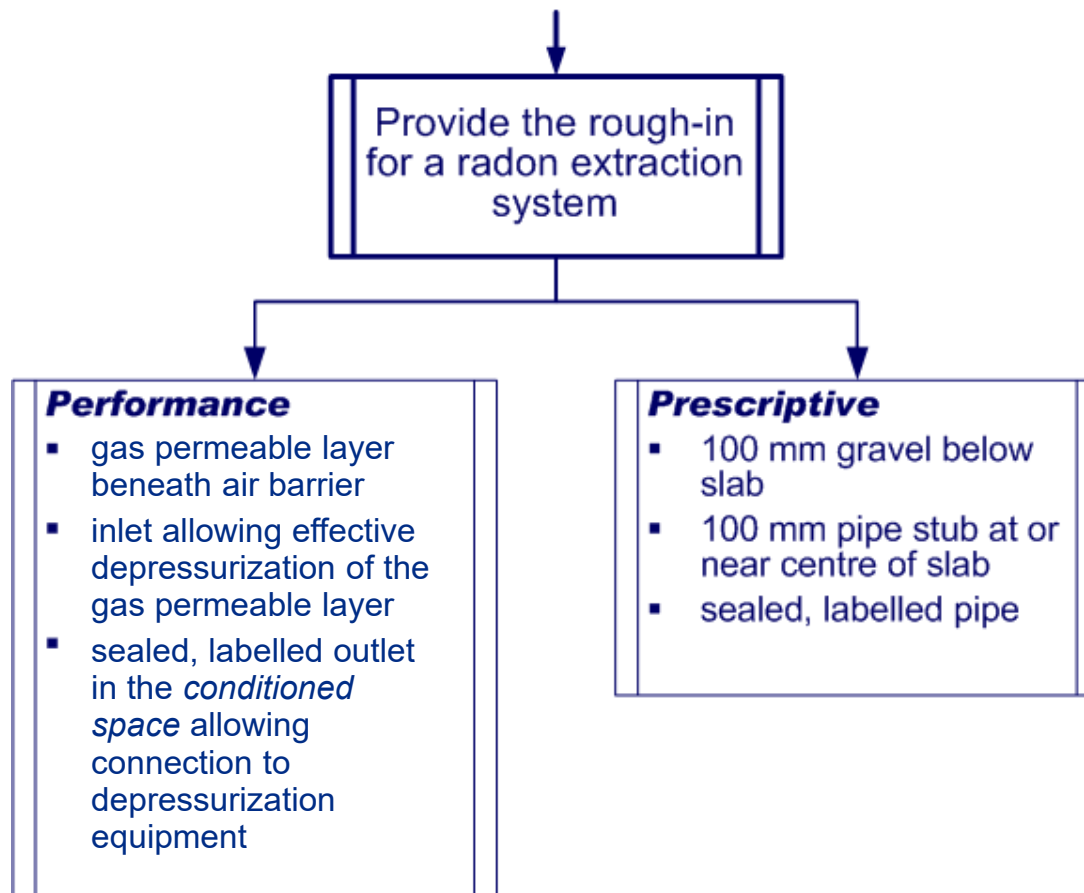 Provide the rough-in
for a radon extraction
system
Performance
▪ gas permeable layer
beneath air barrier
▪ inlet allowing effective
depressurization of the
gas permeable layer
▪ sealed, labelled outlet
in the conditioned
space allowing
connection to
depressurization
equipment
Prescriptive
▪ 100 mm gravel below
slab
▪ 100 mm pipe stub at or
near centre of slab
▪ sealed, labelled pipe